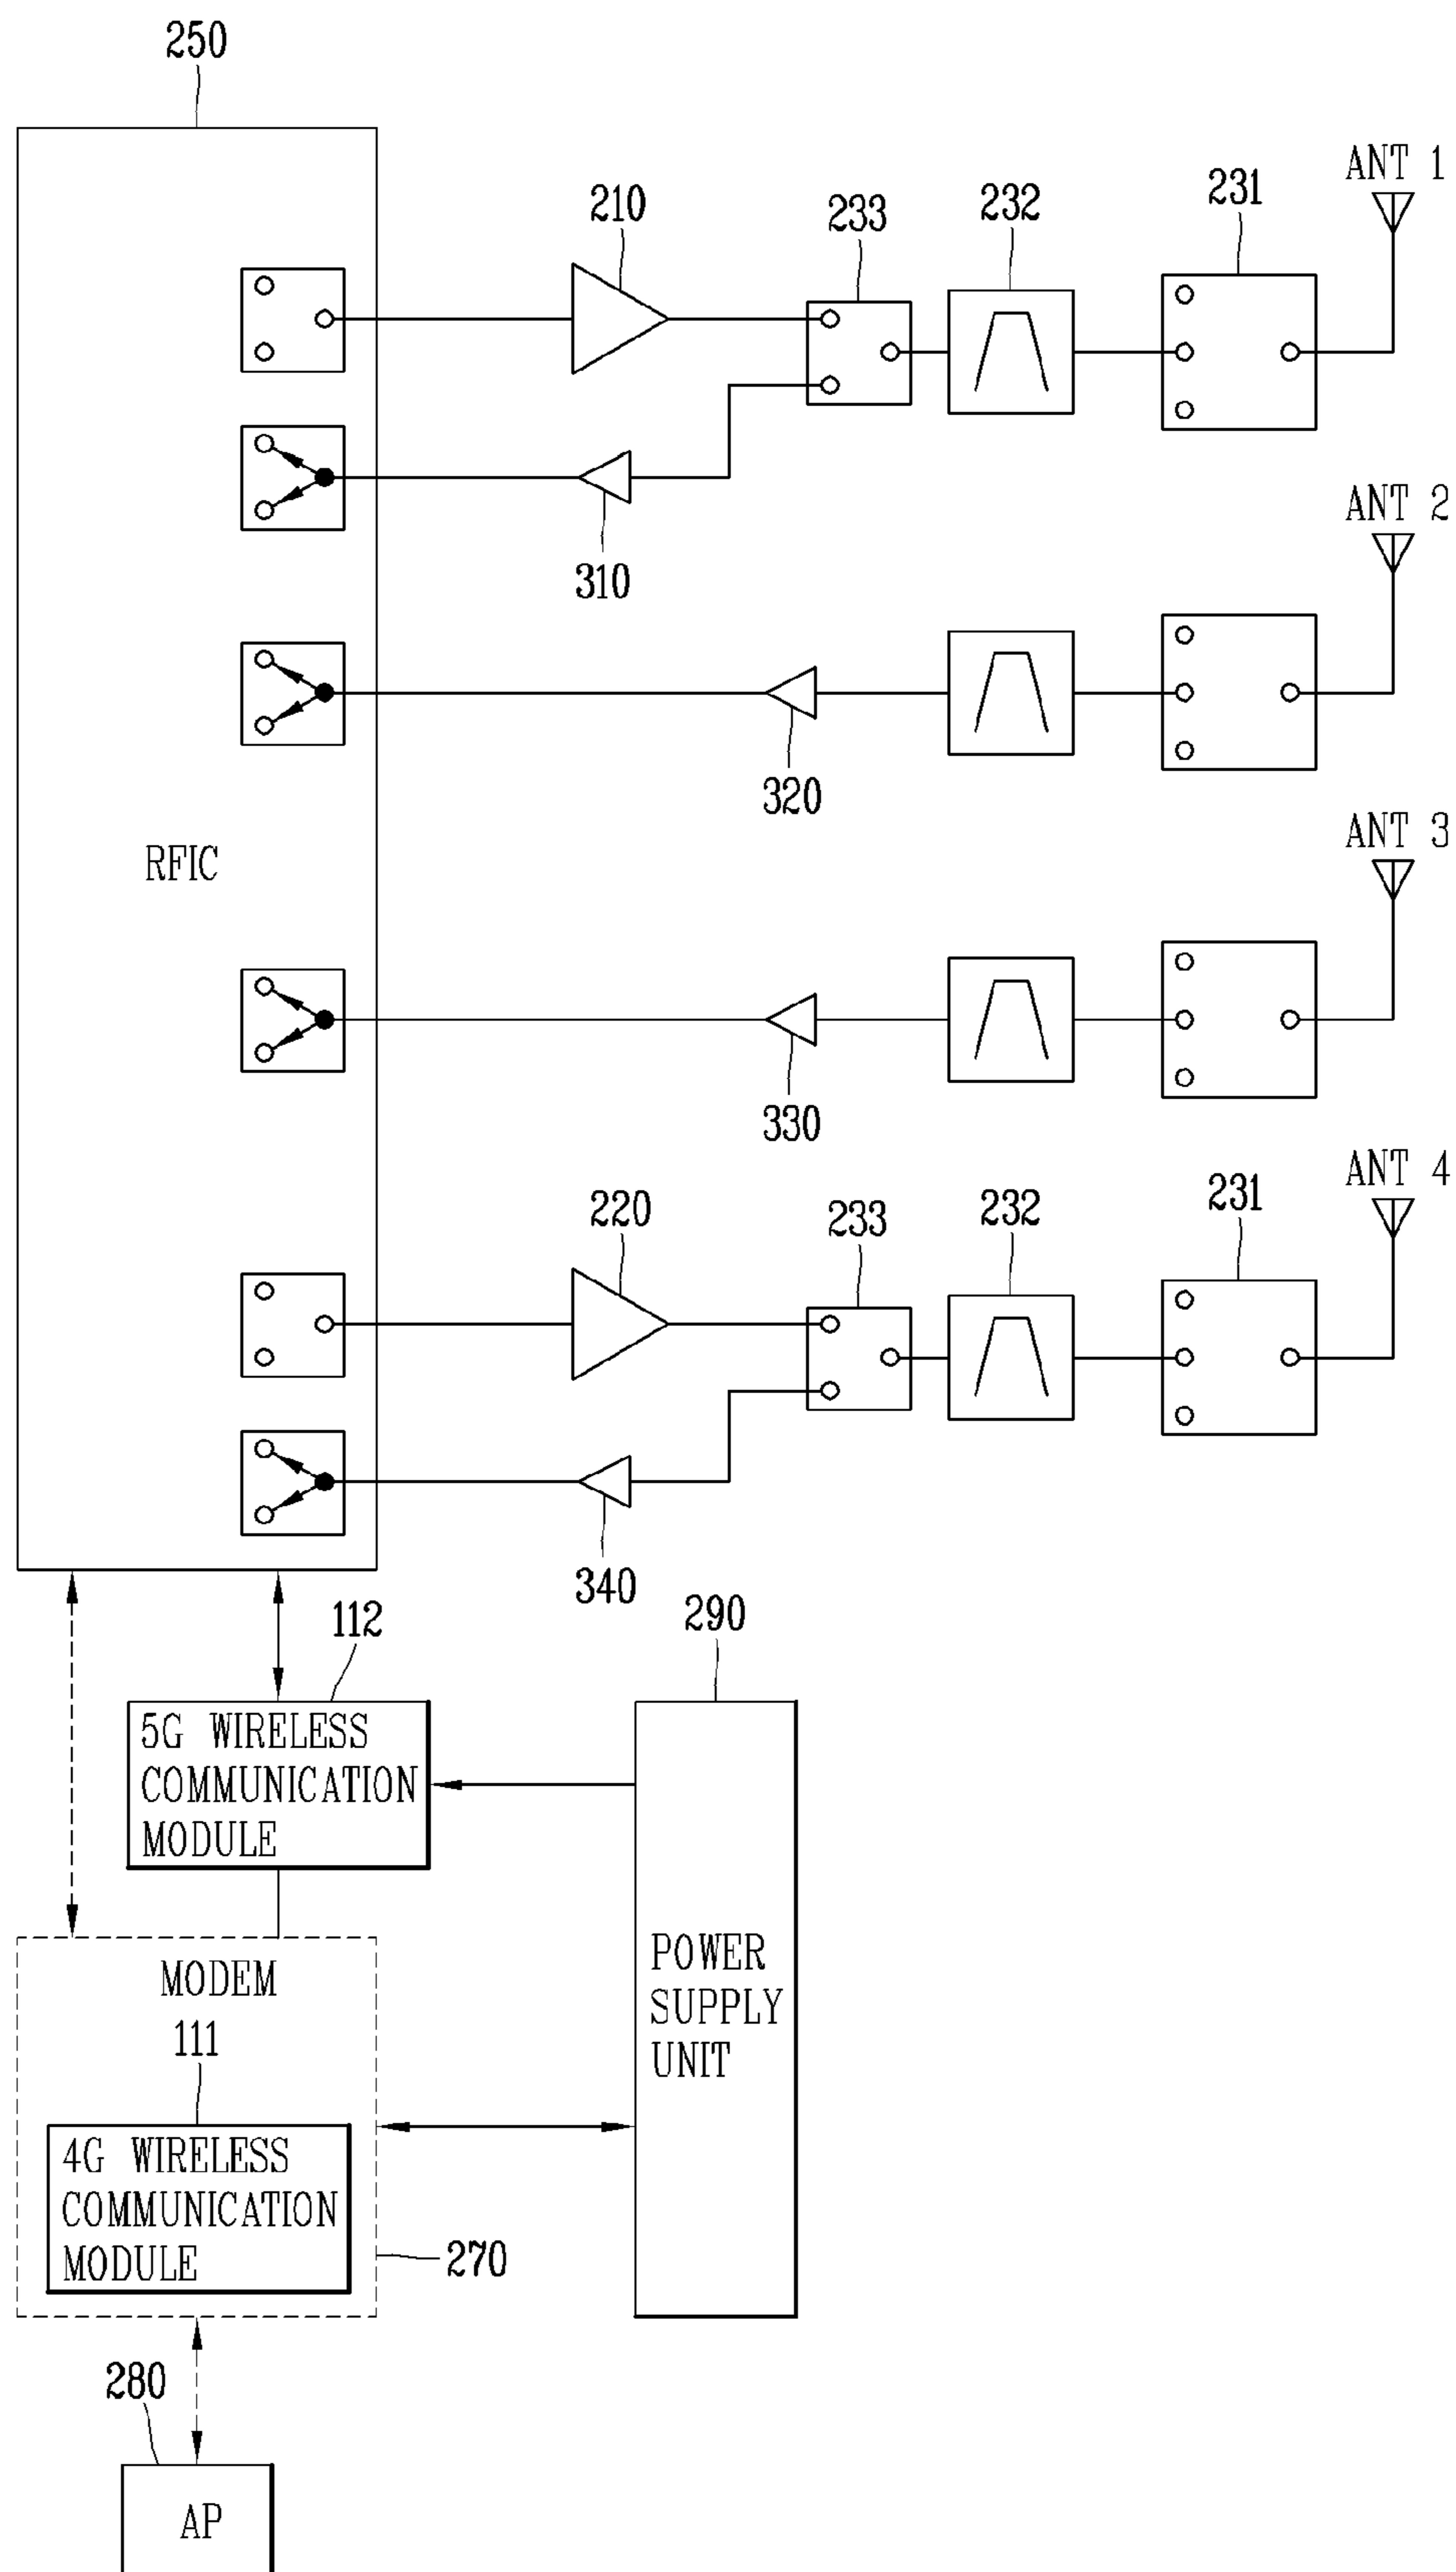 250
ANT 1
210
233
232
231
310
ANT 2
320
RFIC
ANT 3
330
ANT 4
220
233
232
231
340
112
290
5G WIRELESS
COMMUNICATION
MODULE
POWER
SUPPLY
UNIT
MODEM
111
4G WIRELESS
COMMUNICATION
MODULE
270
280
AP